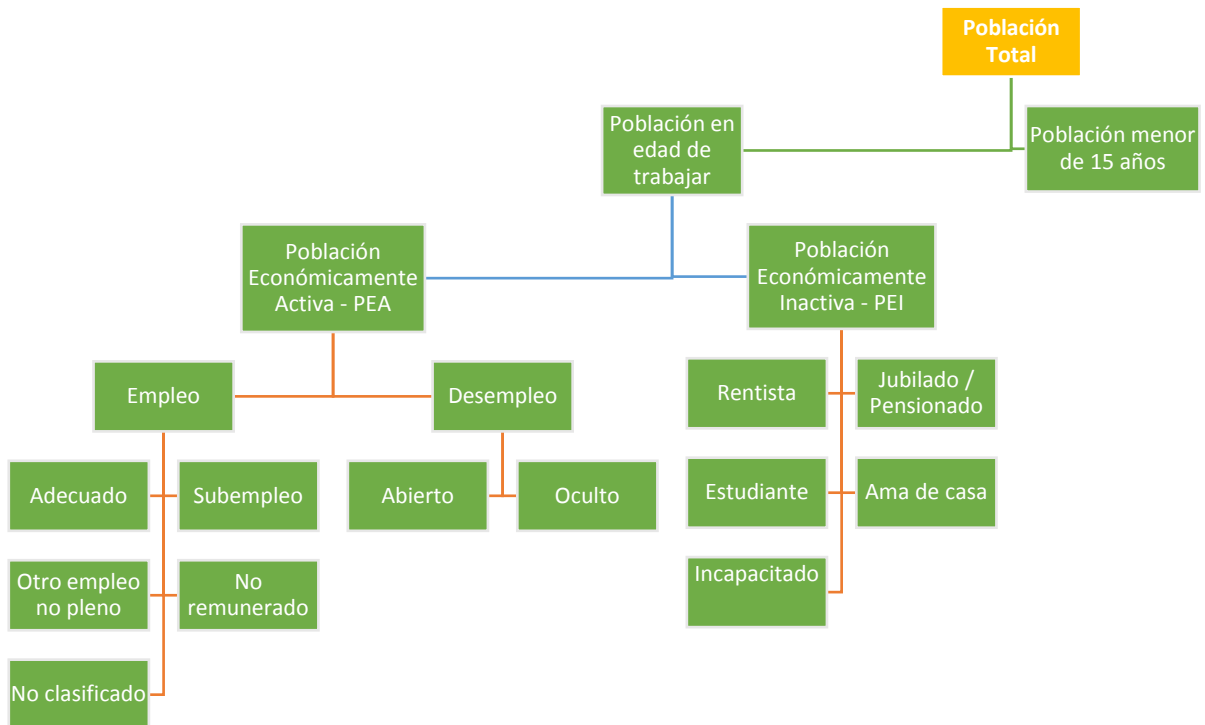 Población
Total
Población en
edad de
trabajar
Población menor
de 15 años
Población
Económicamente
Activa - PEA
Población
Económicamente
Inactiva - PEI
Empleo
Desempleo
Rentista
Jubilado /
Pensionado
Adecuado
Subempleo
Abierto
Oculto
Estudiante
Ama de casa
Otro empleo
no pleno
No
remunerado
Incapacitado
No clasificado